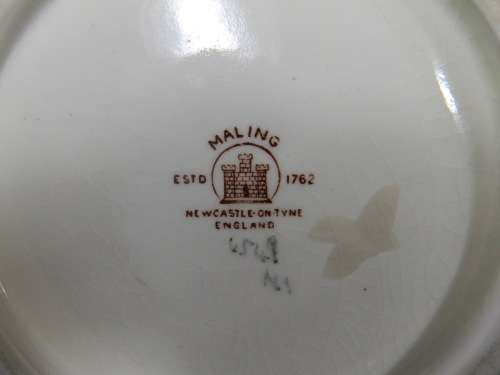 MALING
ESTD 1762
NEWCASTLE-ON-TYNE
ENGLAND